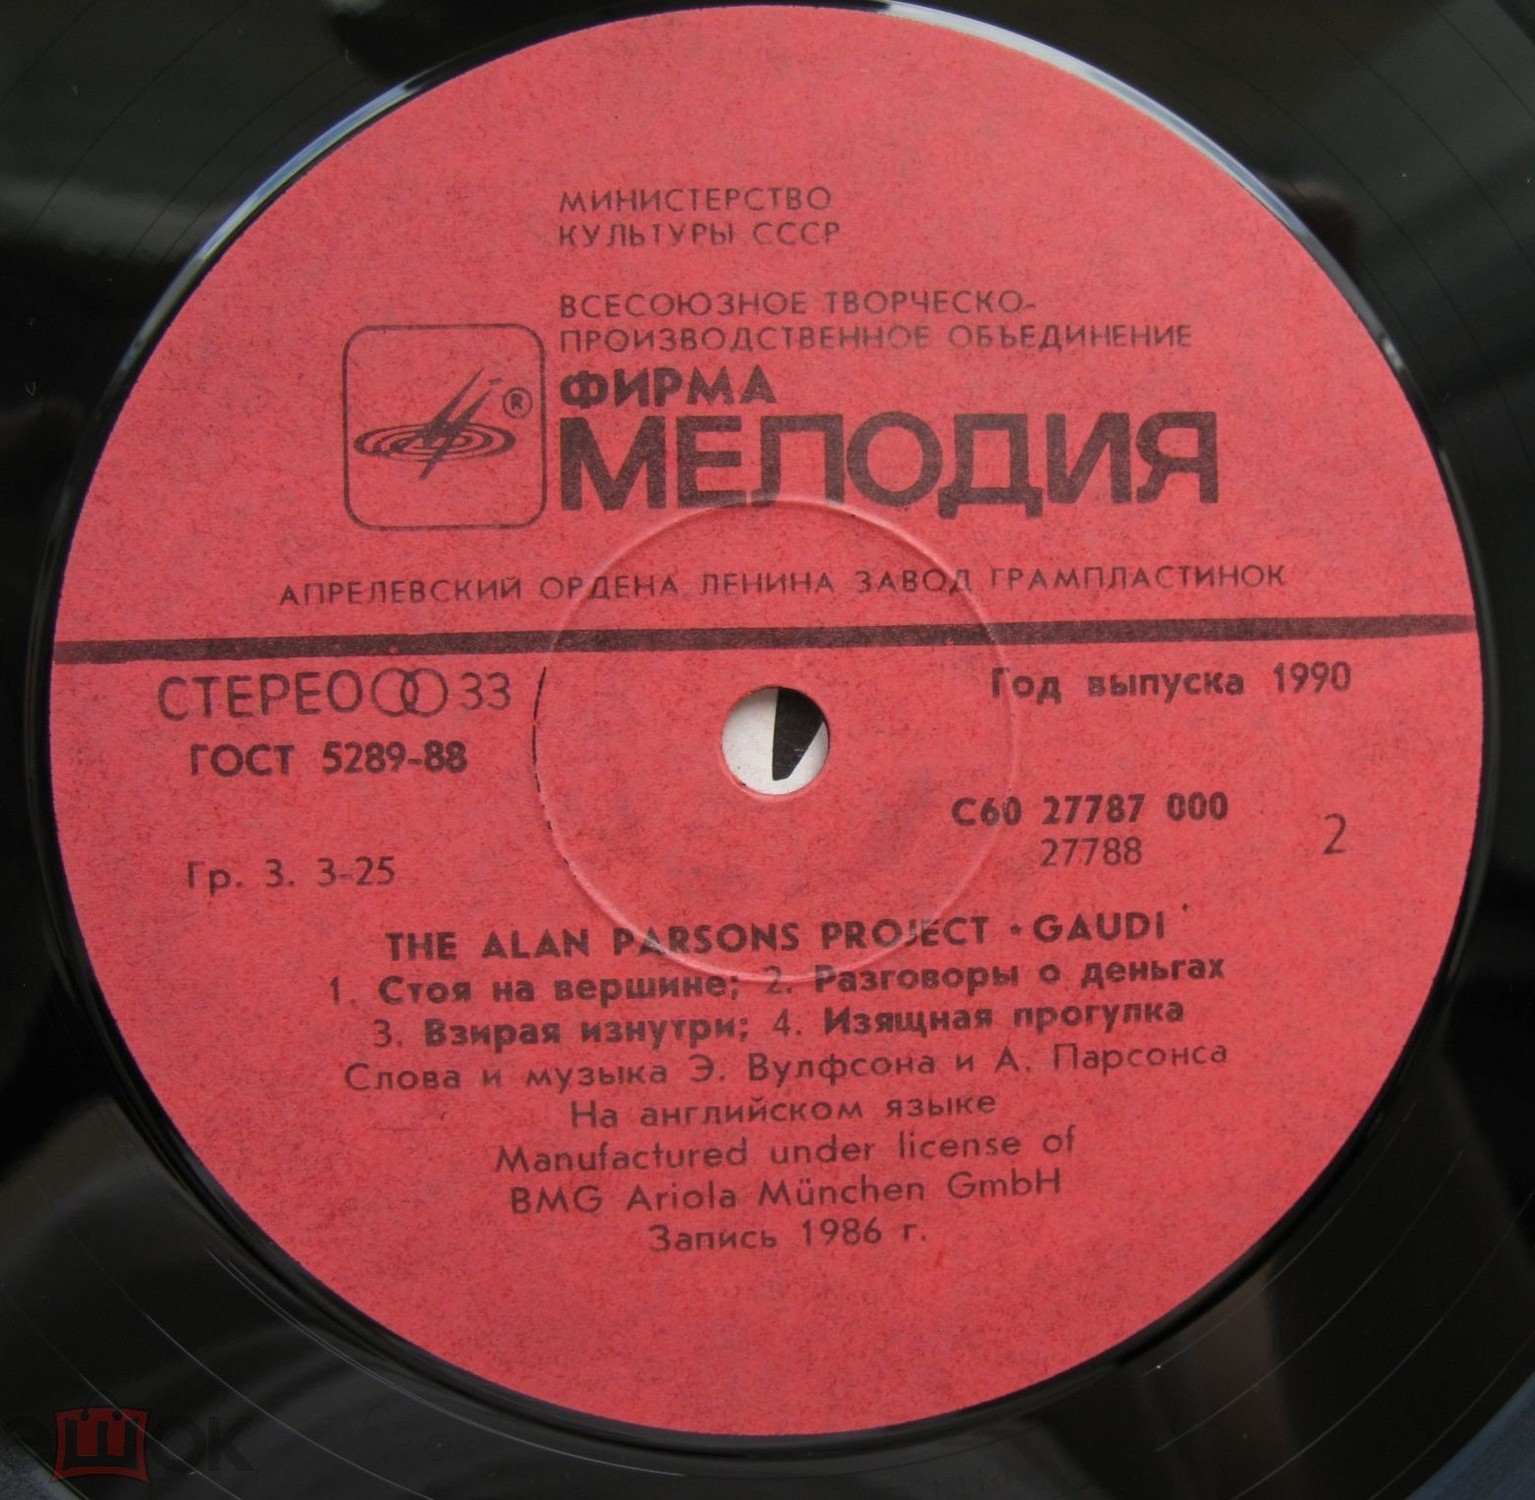 МИНИСТЕРСТВО
КУЛЬТУРЫ СССР
ВСЕСОЮЗНОЕ ТВОРЧЕСКО-
ПРОИЗВОДСТВЕННОЕ ОБЪЕДИНЕНИЕ
ФИРМА
МЕЛОДИЯ
®
АПРЕЛЕВСКИЙ ОРДЕНА ЛЕНИНА ЗАВОД ГРАМПЛАСТИНОК
СТЕРЕО 33
Год выпуска 1990
ГОСТ 5289-88
С60 27787 000
27788
2
Гр. 3. 3-25
THE ALAN PARSONS PROJECT • GAUDI
1. Стоя на вершине; 2. Разговоры о деньгах
3. Взирая изнутри; 4. Изящная прогулка
Слова и музыка Э. Вулфсона и А. Парсонса
На английском языке
Manufactured under license of
BMG Ariola München GmbH
Запись 1986 г.